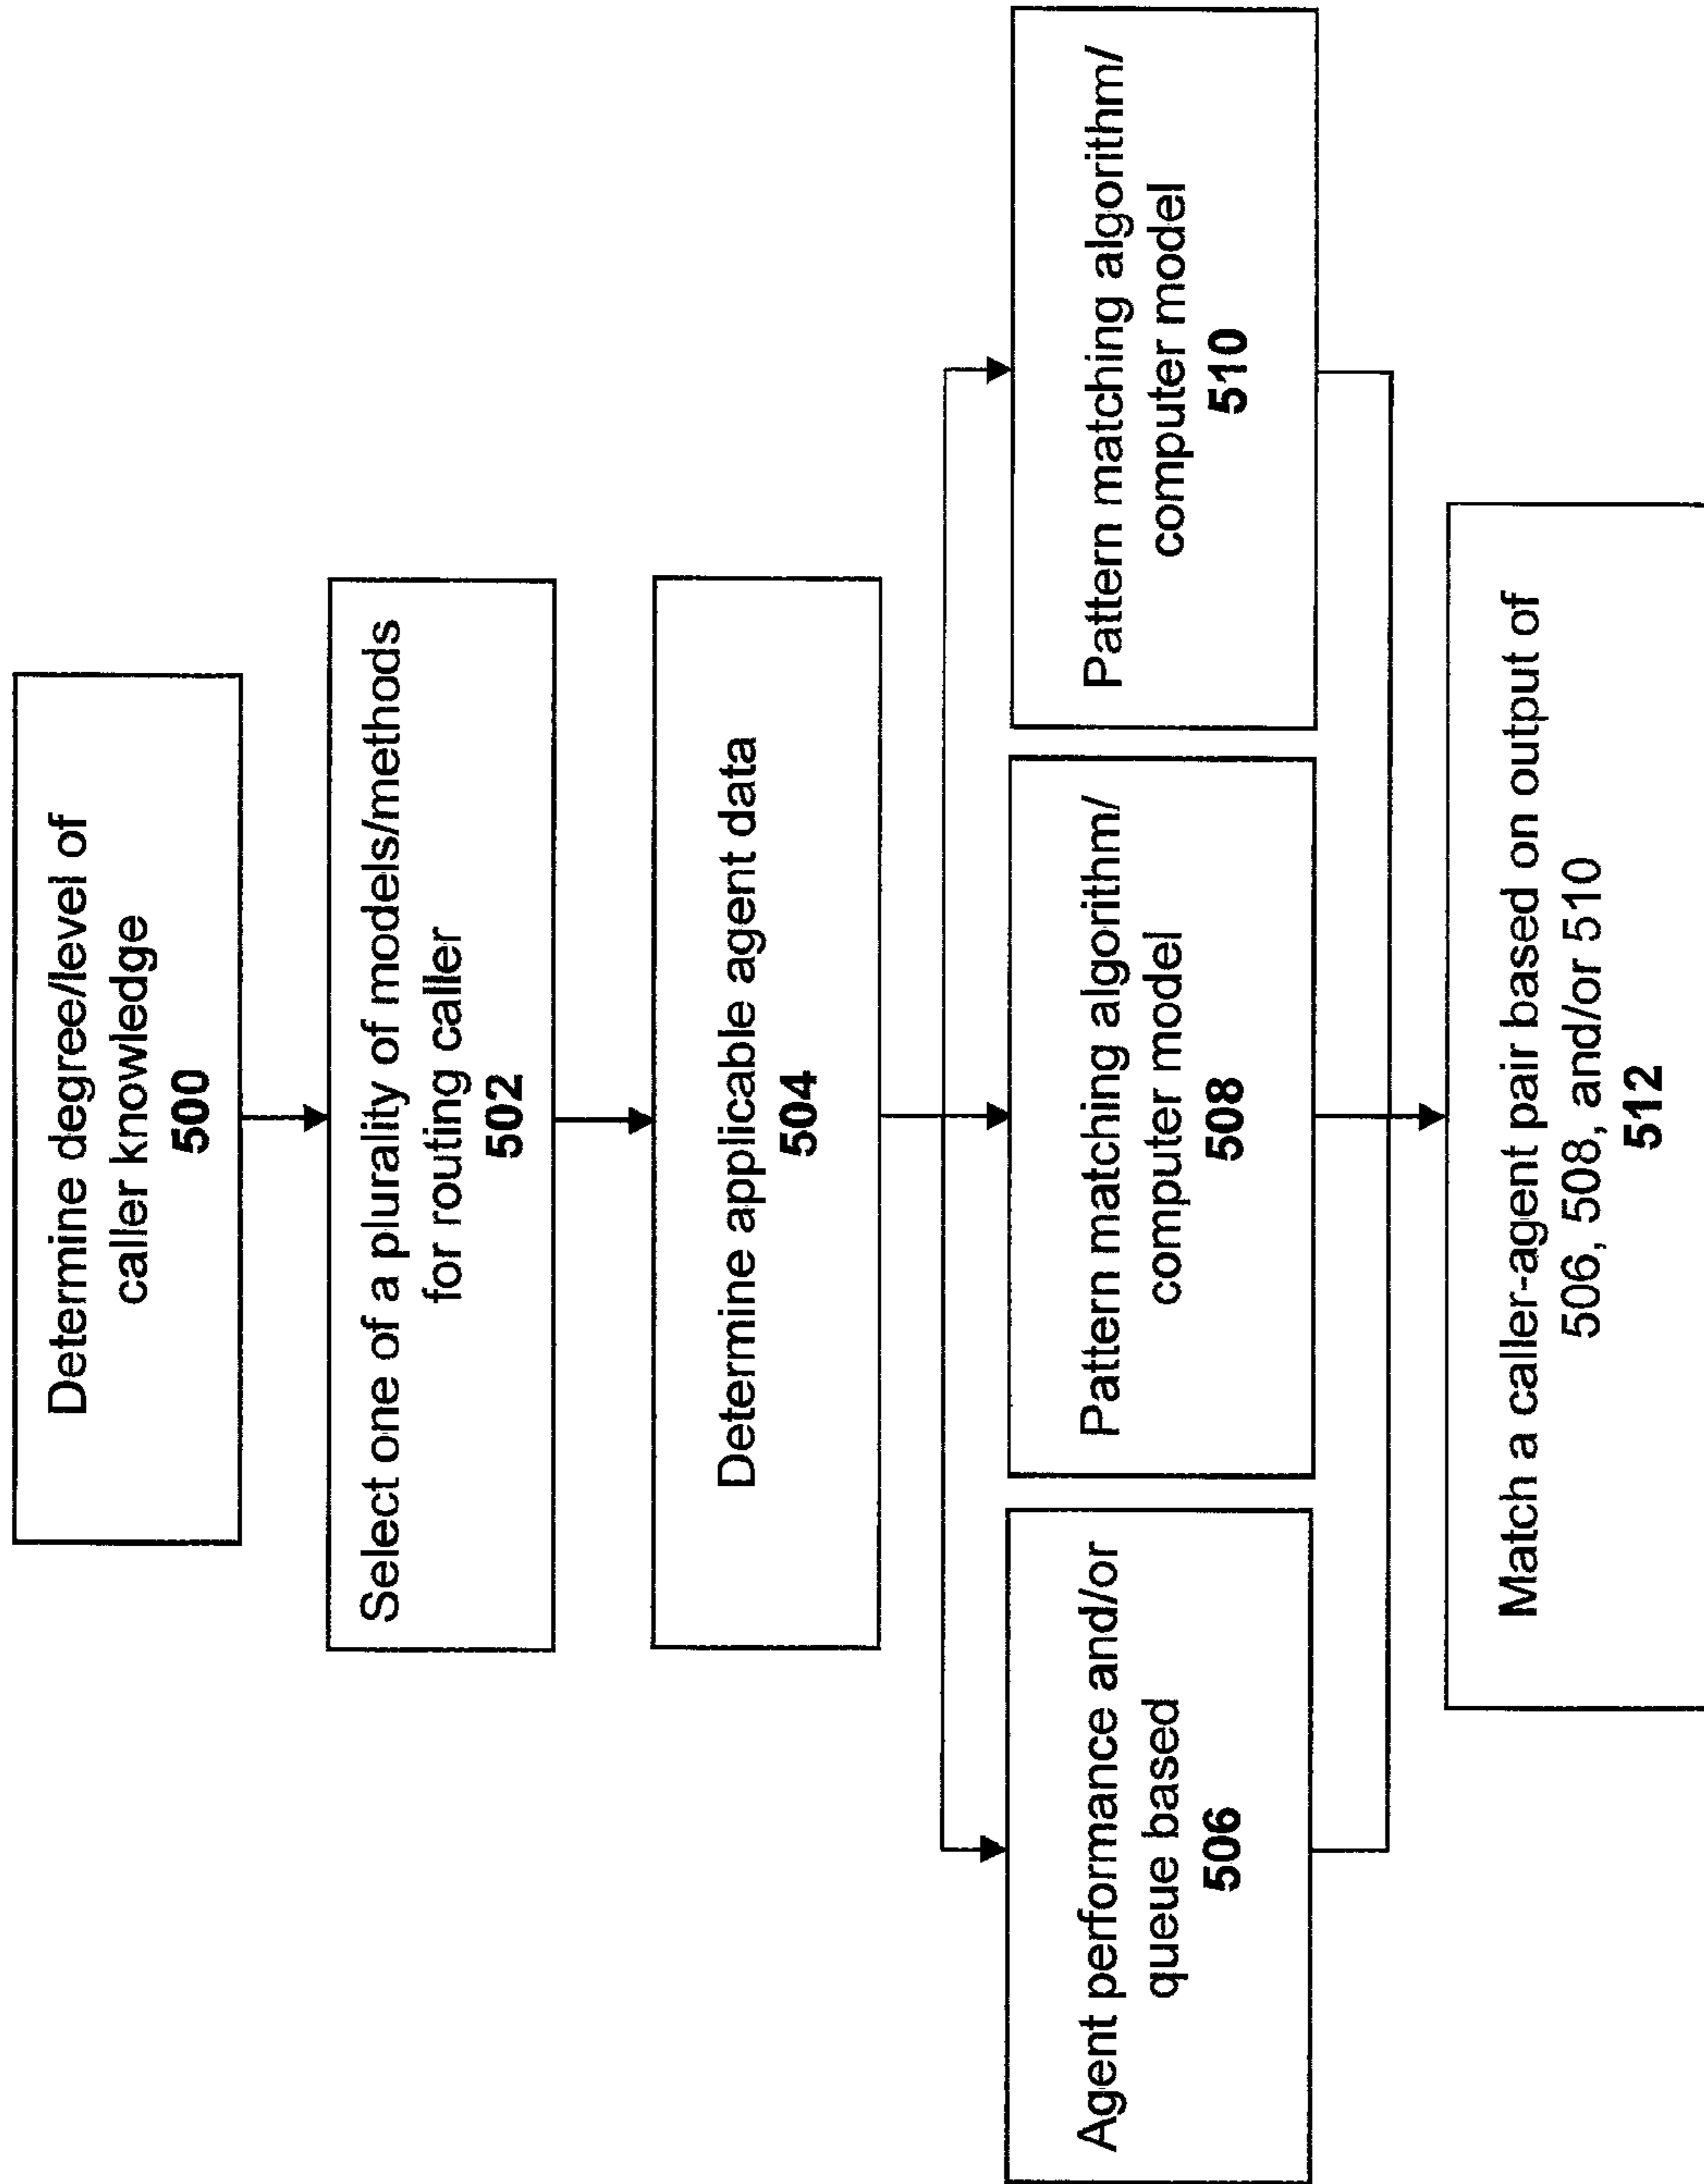 Determine degree/level of
caller knowledge
500
Select one of a plurality of models/methods
for routing caller
502
Determine applicable agent data
504
Agent performance and/or
queue based
506
Pattern matching algorithm/
computer model
508
Pattern matching algorithm/
computer model
510
Match a caller-agent pair based on output of
506, 508, and/or 510
512